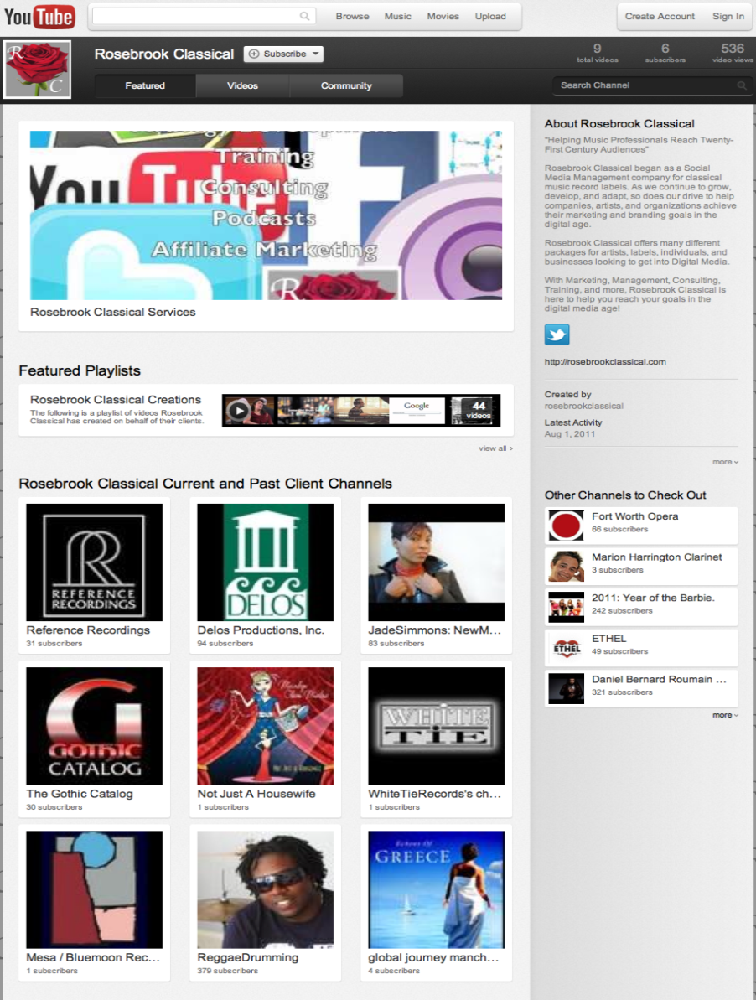 YouTube
Browse Music Movies Upload
Create Account Sign In
R
C
Rosebrook Classical
Subscribe
9
total videos
6
subscribers
536
video views
Featured Videos Community
Search Channel
Training
YouTube
Consulting
Podcasts
Affiliate Marketing
R
Rosebrook Classical Services
Featured Playlists
Rosebrook Classical Creations
The following is a playlist of videos Rosebrook
Classical has created on behalf of their clients.
Google
44
videos
view all >
Rosebrook Classical Current and Past Client Channels
REFERENCE
RECORDINGS
Reference Recordings
31 subscribers
DELOS
Delos Productions, Inc.
94 subscribers
JadeSimmons: NewM...
83 subscribers
G
GOTHIC
CATALOG
The Gothic Catalog
30 subscribers
Not Just A Housewife
1 subscribers
WHITE
TIE
WhiteTieRecords's ch...
1 subscribers
Mesa / Bluemoon Rec...
1 subscribers
ReggaeDrumming
379 subscribers
Echoes Of
GREECE
global journey manch...
4 subscribers
About Rosebrook Classical
"Helping Music Professionals Reach Twenty-
First Century Audiences"
Rosebrook Classical began as a Social
Media Management company for classical
music record labels. As we continue to grow,
develop, and adapt, so does our drive to help
companies, artists, and organizations achieve
their marketing and branding goals in the
digital age.
Rosebrook Classical offers many different
packages for artists, labels, individuals, and
businesses looking to get into Digital Media.
With Marketing, Management, Consulting,
Training, and more, Rosebrook Classical is
here to help you reach your goals in the
digital media age!
http://rosebrookclassical.com
Created by
rosebrookclassical
Latest Activity
Aug 1, 2011
more
Other Channels to Check Out
Fort Worth Opera
66 subscribers
Marion Harrington Clarinet
3 subscribers
2011: Year of the Barbie.
242 subscribers
ETHEL
ETHEL
49 subscribers
Daniel Bernard Roumain ...
321 subscribers
more